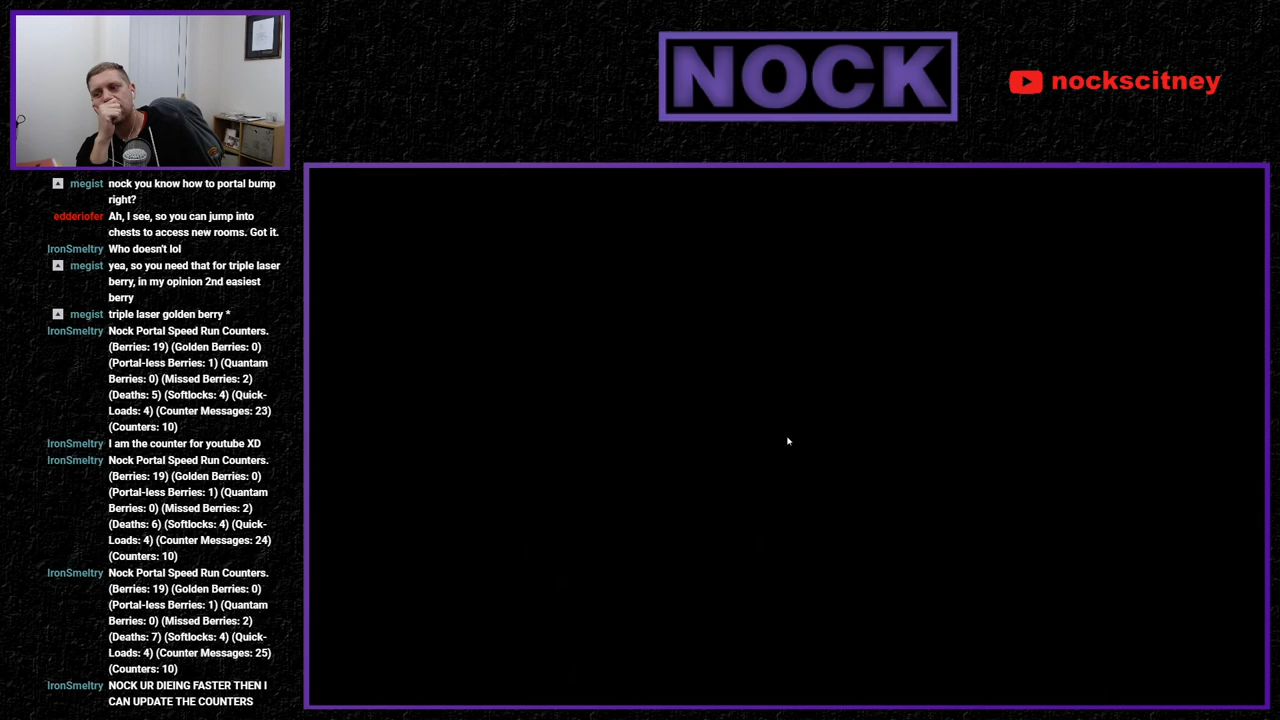 NOCK
nockscitney
megist nock you know how to portal bump
right?
edderiofer Ah, I see, so you can jump into
chests to access new rooms. Got it.
IronSmeltry Who doesn't lol
megist yea, so you need that for triple laser
berry, in my opinion 2nd easiest
berry
megist triple laser golden berry *
IronSmeltry Nock Portal Speed Run Counters.
(Berries: 19) (Golden Berries: 0)
(Portal-less Berries: 1) (Quantam
Berries: 0) (Missed Berries: 2)
(Deaths: 5) (Softlocks: 4) (Quick-
Loads: 4) (Counter Messages: 23)
(Counters: 10)
IronSmeltry I am the counter for youtube XD
IronSmeltry Nock Portal Speed Run Counters.
(Berries: 19) (Golden Berries: 0)
(Portal-less Berries: 1) (Quantam
Berries: 0) (Missed Berries: 2)
(Deaths: 6) (Softlocks: 4) (Quick-
Loads: 4) (Counter Messages: 24)
(Counters: 10)
IronSmeltry Nock Portal Speed Run Counters.
(Berries: 19) (Golden Berries: 0)
(Portal-less Berries: 1) (Quantam
Berries: 0) (Missed Berries: 2)
(Deaths: 7) (Softlocks: 4) (Quick-
Loads: 4) (Counter Messages: 25)
(Counters: 10)
IronSmeltry NOCK UR DIEING FASTER THEN I
CAN UPDATE THE COUNTERS